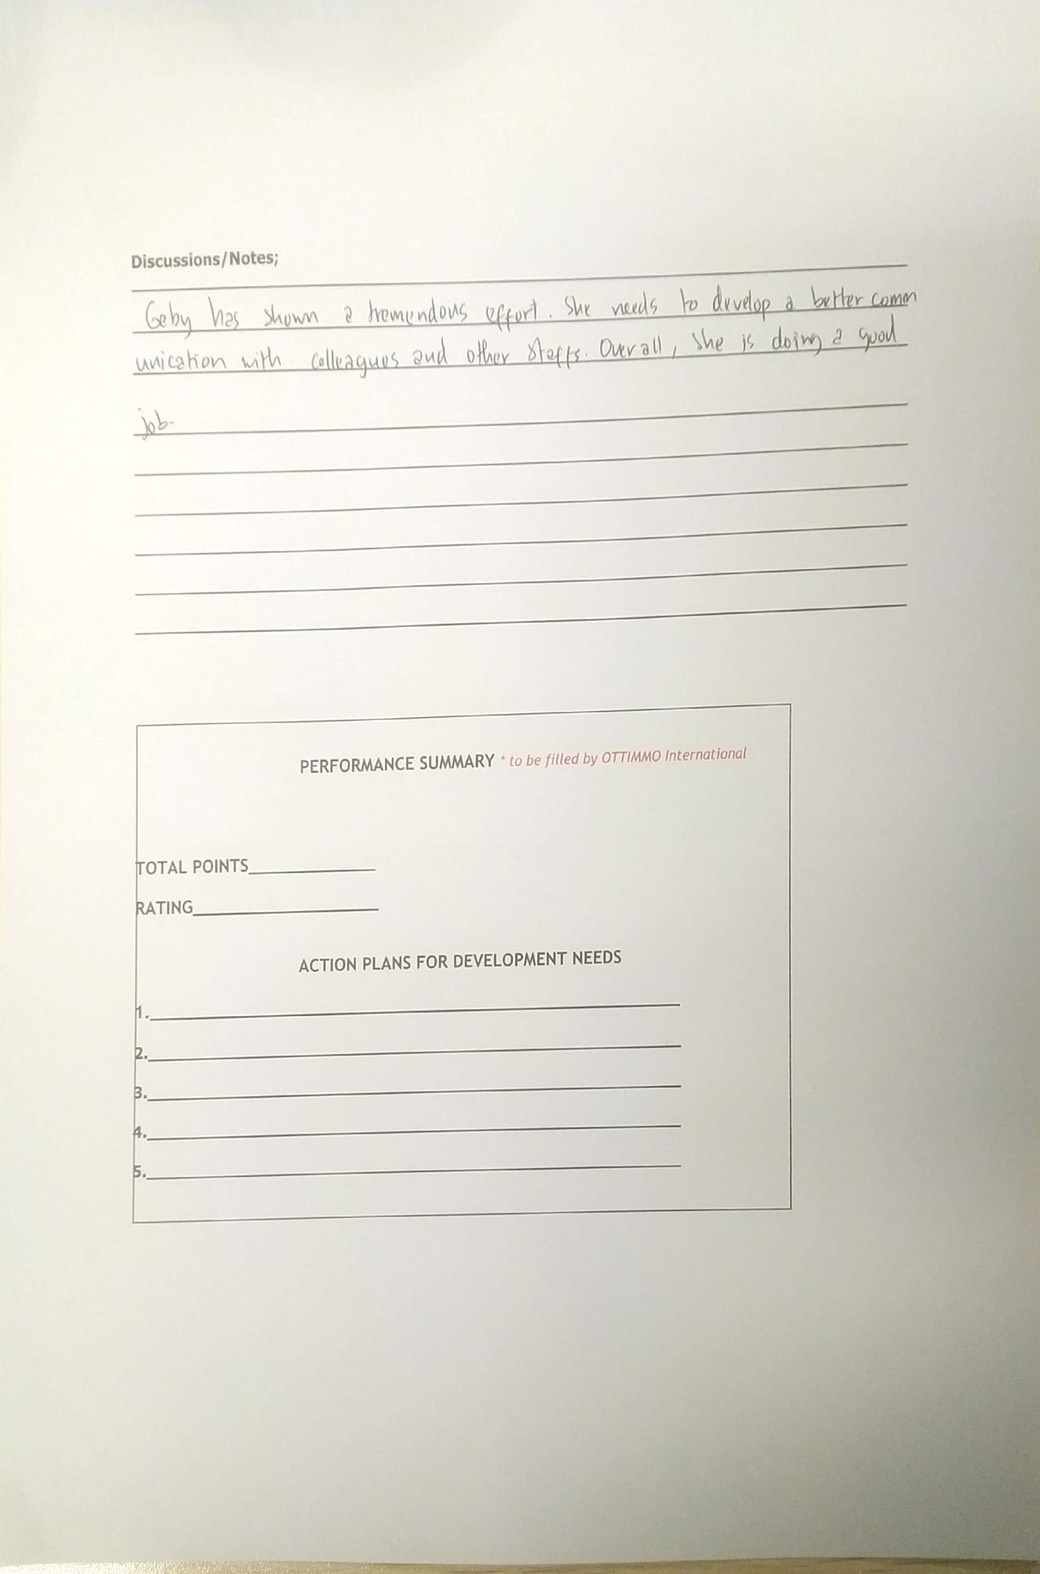 Discussions/Notes;
Geby has shown a tremendous effort. She needs to develop a better comm
unication with colleagues and other staffs. Overall, she is doing a good
job.
PERFORMANCE SUMMARY * to be filled by OTTIMMO International
TOTAL POINTS
RATING
ACTION PLANS FOR DEVELOPMENT NEEDS
1.
2.
3.
4.
5.